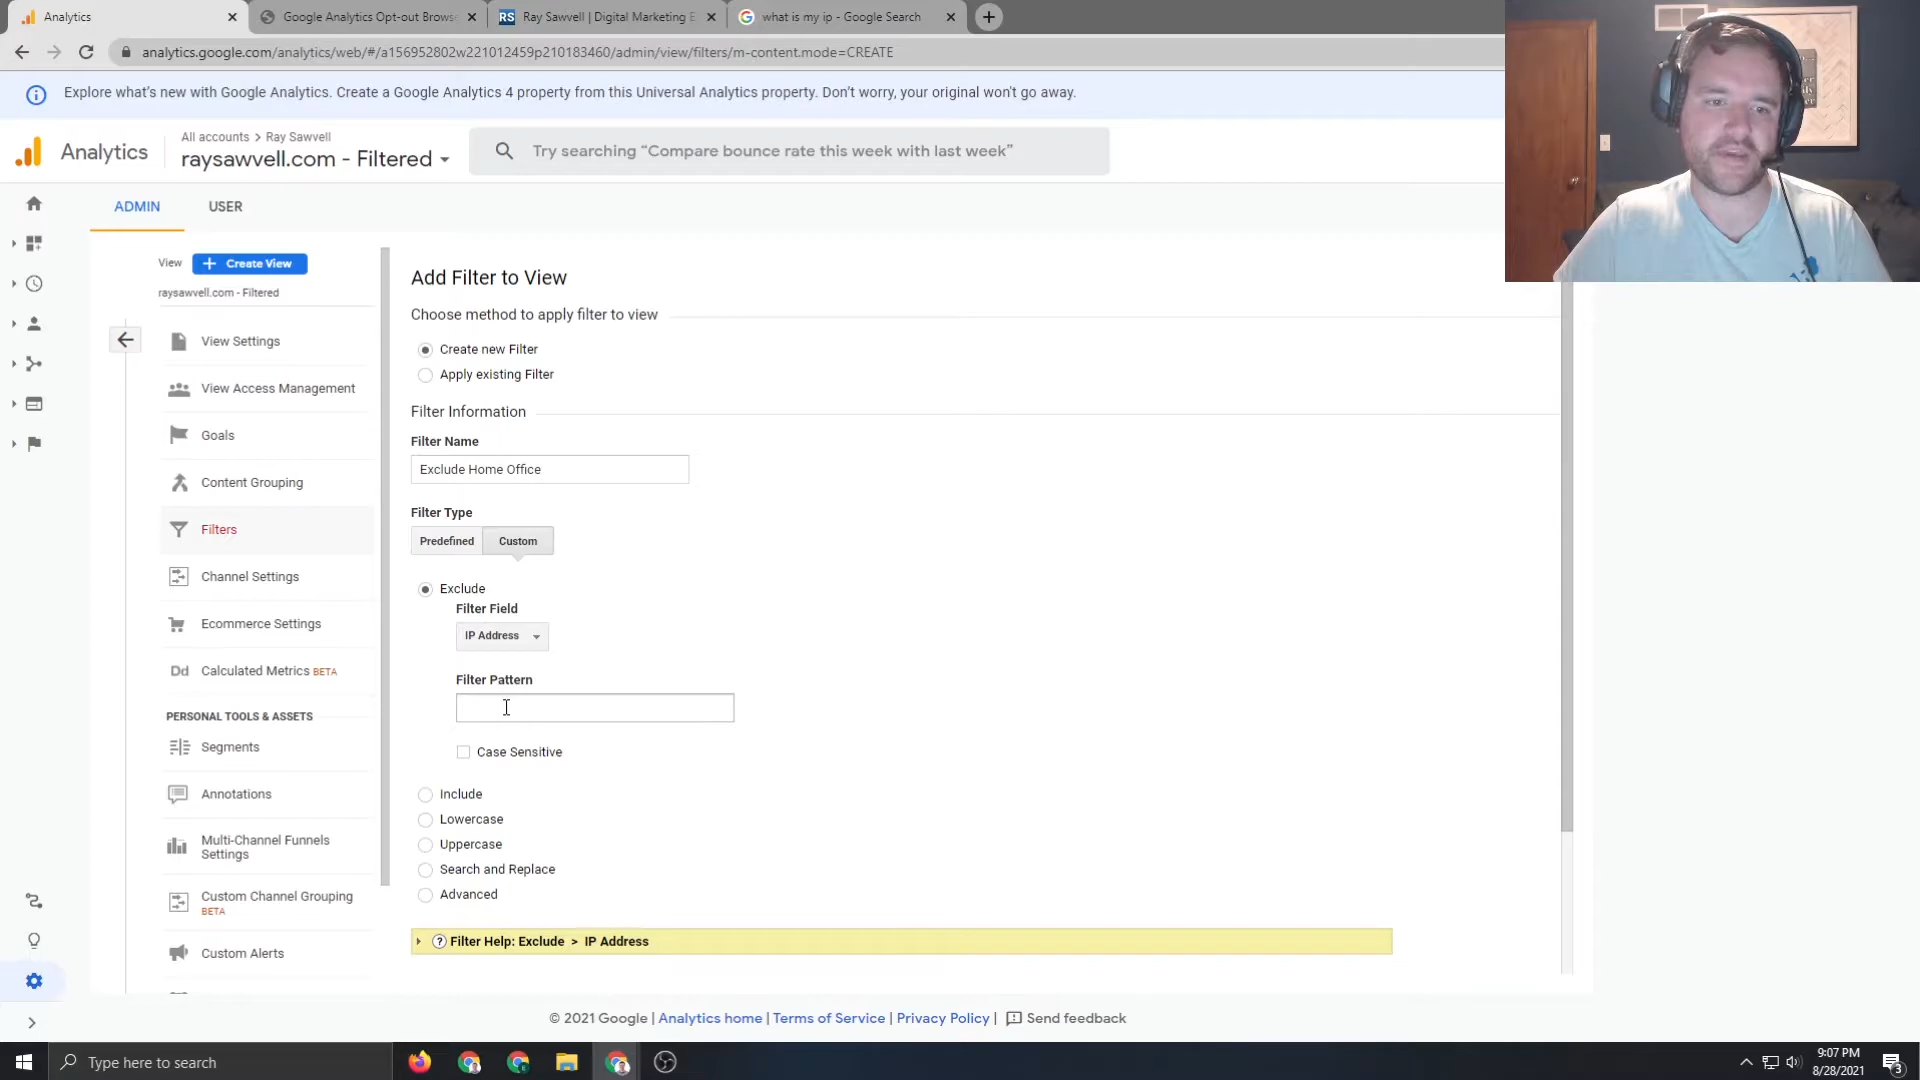 Analytics
Google Analytics Opt-out Browse
RS Ray Sawvell | Digital Marketing E
what is my ip - Google Search
analytics.google.com/analytics/web/#/a156952802w221012459p210183460/admin/view/filters/m-content.mode=CREATE
Explore what's new with Google Analytics. Create a Google Analytics 4 property from this Universal Analytics property. Don't worry, your original won't go away.
Analytics
All accounts > Ray Sawvell
raysawvell.com - Filtered
Try searching “Compare bounce rate this week with last week”
ADMIN
USER
View
Create View
raysawvell.com - Filtered
View Settings
View Access Management
Goals
Content Grouping
Filters
Channel Settings
Ecommerce Settings
Dd Calculated Metrics BETA
PERSONAL TOOLS & ASSETS
Segments
Annotations
Multi-Channel Funnels
Settings
Custom Channel Grouping
BETA
Custom Alerts
Add Filter to View
Choose method to apply filter to view
Create new Filter
Apply existing Filter
Filter Information
Filter Name
Exclude Home Office
Filter Type
Predefined
Custom
Exclude
Filter Field
IP Address
Filter Pattern
Case Sensitive
Include
Lowercase
Uppercase
Search and Replace
Advanced
? Filter Help: Exclude > IP Address
© 2021 Google | Analytics home | Terms of Service | Privacy Policy | Send feedback
Type here to search
9:07 PM
8/28/2021
3